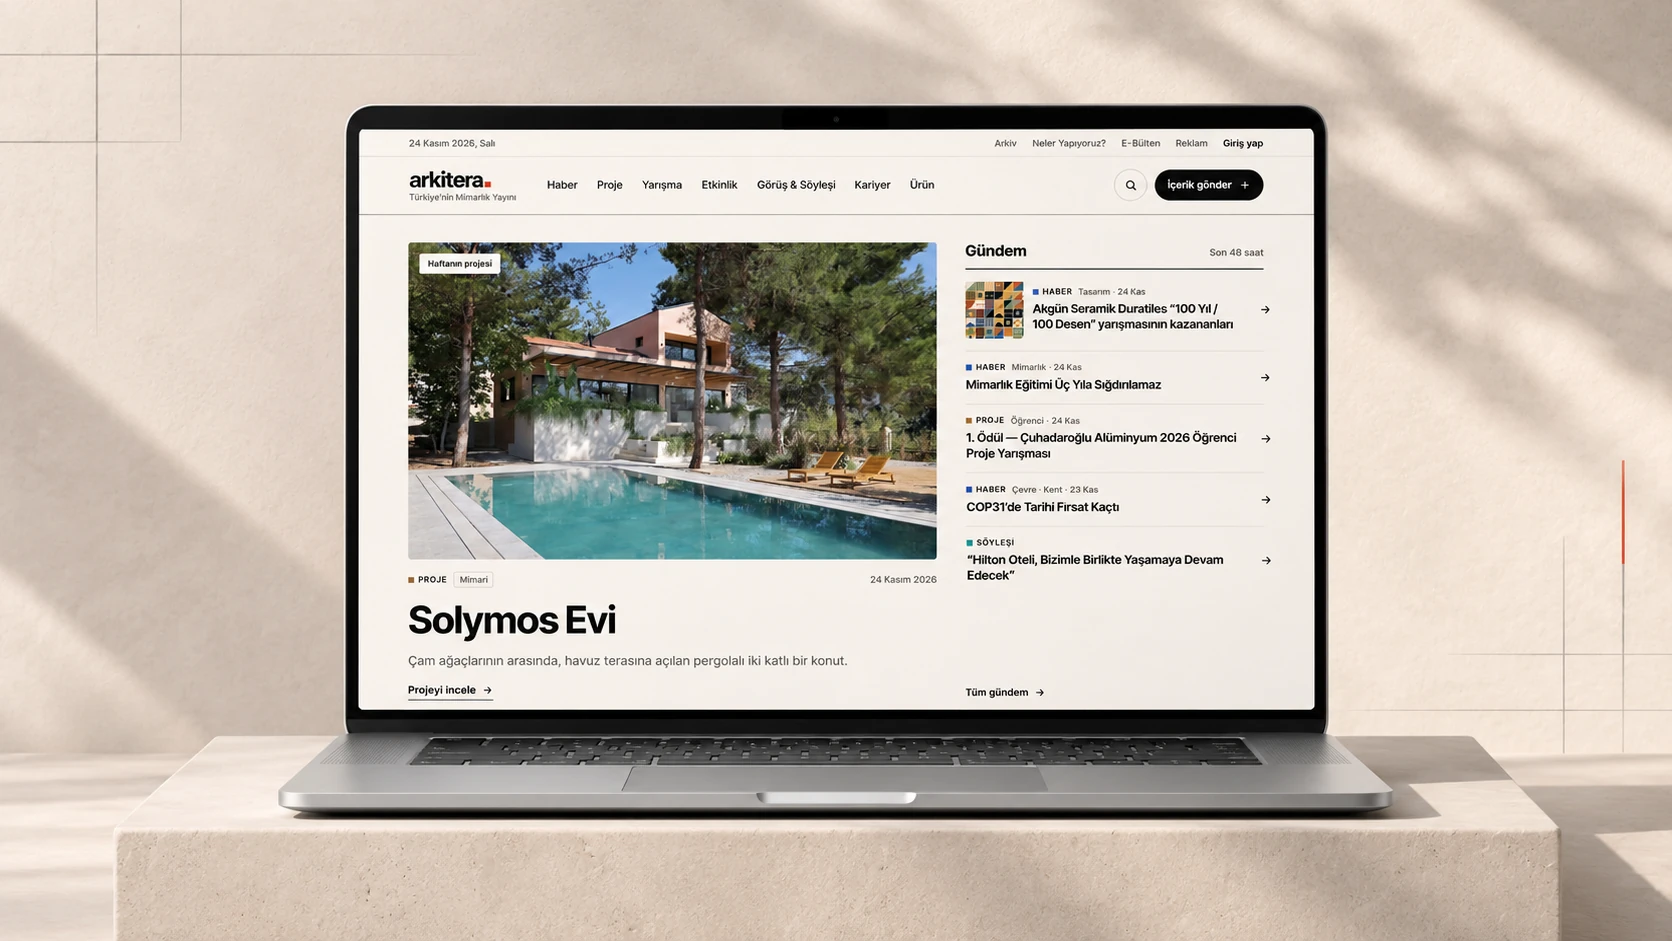 24 Kasım 2026, Salı
Arkiv Neler Yapıyoruz? E-Bülten Reklam Giriş yap
arkitera.
Türkiye'nin Mimarlık Yayını
Haber Proje Yarışma Etkinlik Görüş & Söyleşi Kariyer Ürün
İçerik gönder +
Haftanın projesi
PROJE Mimari
24 Kasım 2026
Solymos Evi
Çam ağaçlarının arasında, havuz terasına açılan pergolalı iki katlı bir konut.
Projeyi incele →
Gündem
Son 48 saat
HABER Tasarım · 24 Kas
Akgün Seramik Duratiles “100 Yıl /
100 Desen” yarışmasının kazananları
HABER Mimarlık · 24 Kas
Mimarlık Eğitimi Üç Yıla Sığdırılamaz
PROJE Öğrenci · 24 Kas
1. Ödül — Çuhadaroğlu Alüminyum 2026 Öğrenci
Proje Yarışması
HABER Çevre · Kent · 23 Kas
COP31’de Tarihi Fırsat Kaçtı
SÖYLEŞİ
“Hilton Oteli, Bizimle Birlikte Yaşamaya Devam
Edecek”
Tüm gündem →